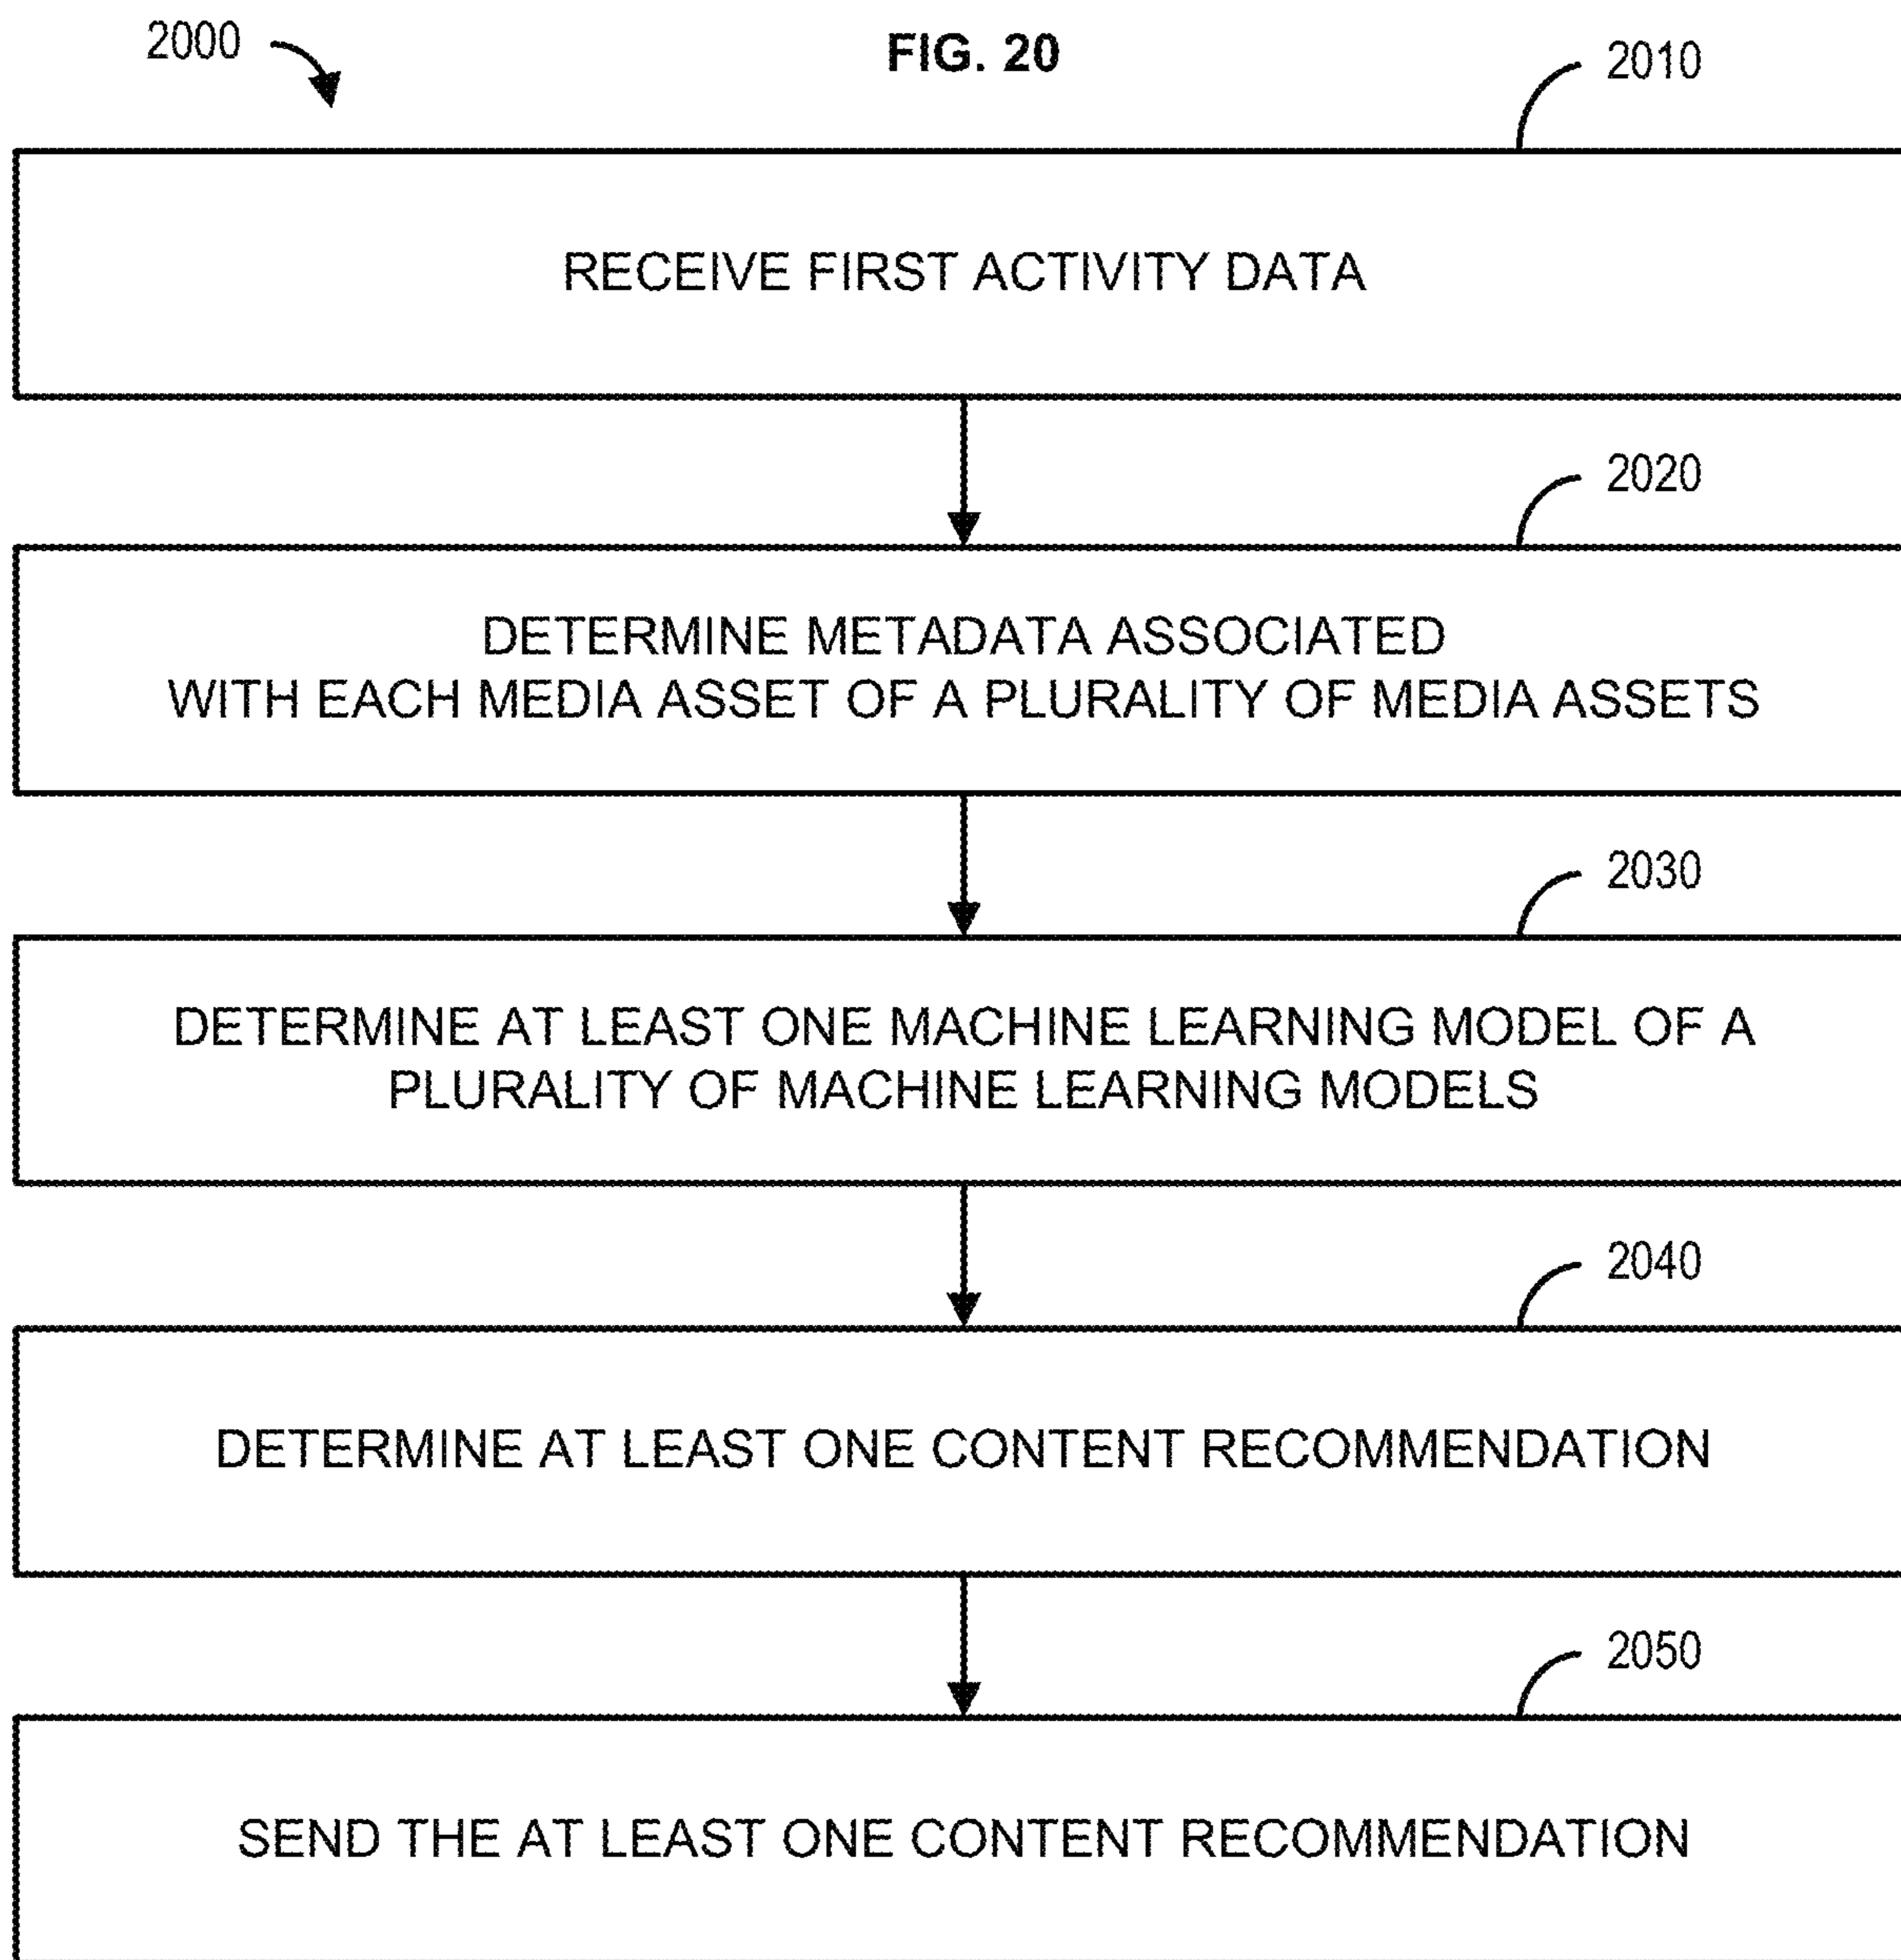 2000
FIG. 20
2010
RECEIVE FIRST ACTIVITY DATA
2020
DETERMINE METADATA ASSOCIATED
WITH EACH MEDIA ASSET OF A PLURALITY OF MEDIA ASSETS
2030
DETERMINE AT LEAST ONE MACHINE LEARNING MODEL OF A
PLURALITY OF MACHINE LEARNING MODELS
2040
DETERMINE AT LEAST ONE CONTENT RECOMMENDATION
2050
SEND THE AT LEAST ONE CONTENT RECOMMENDATION